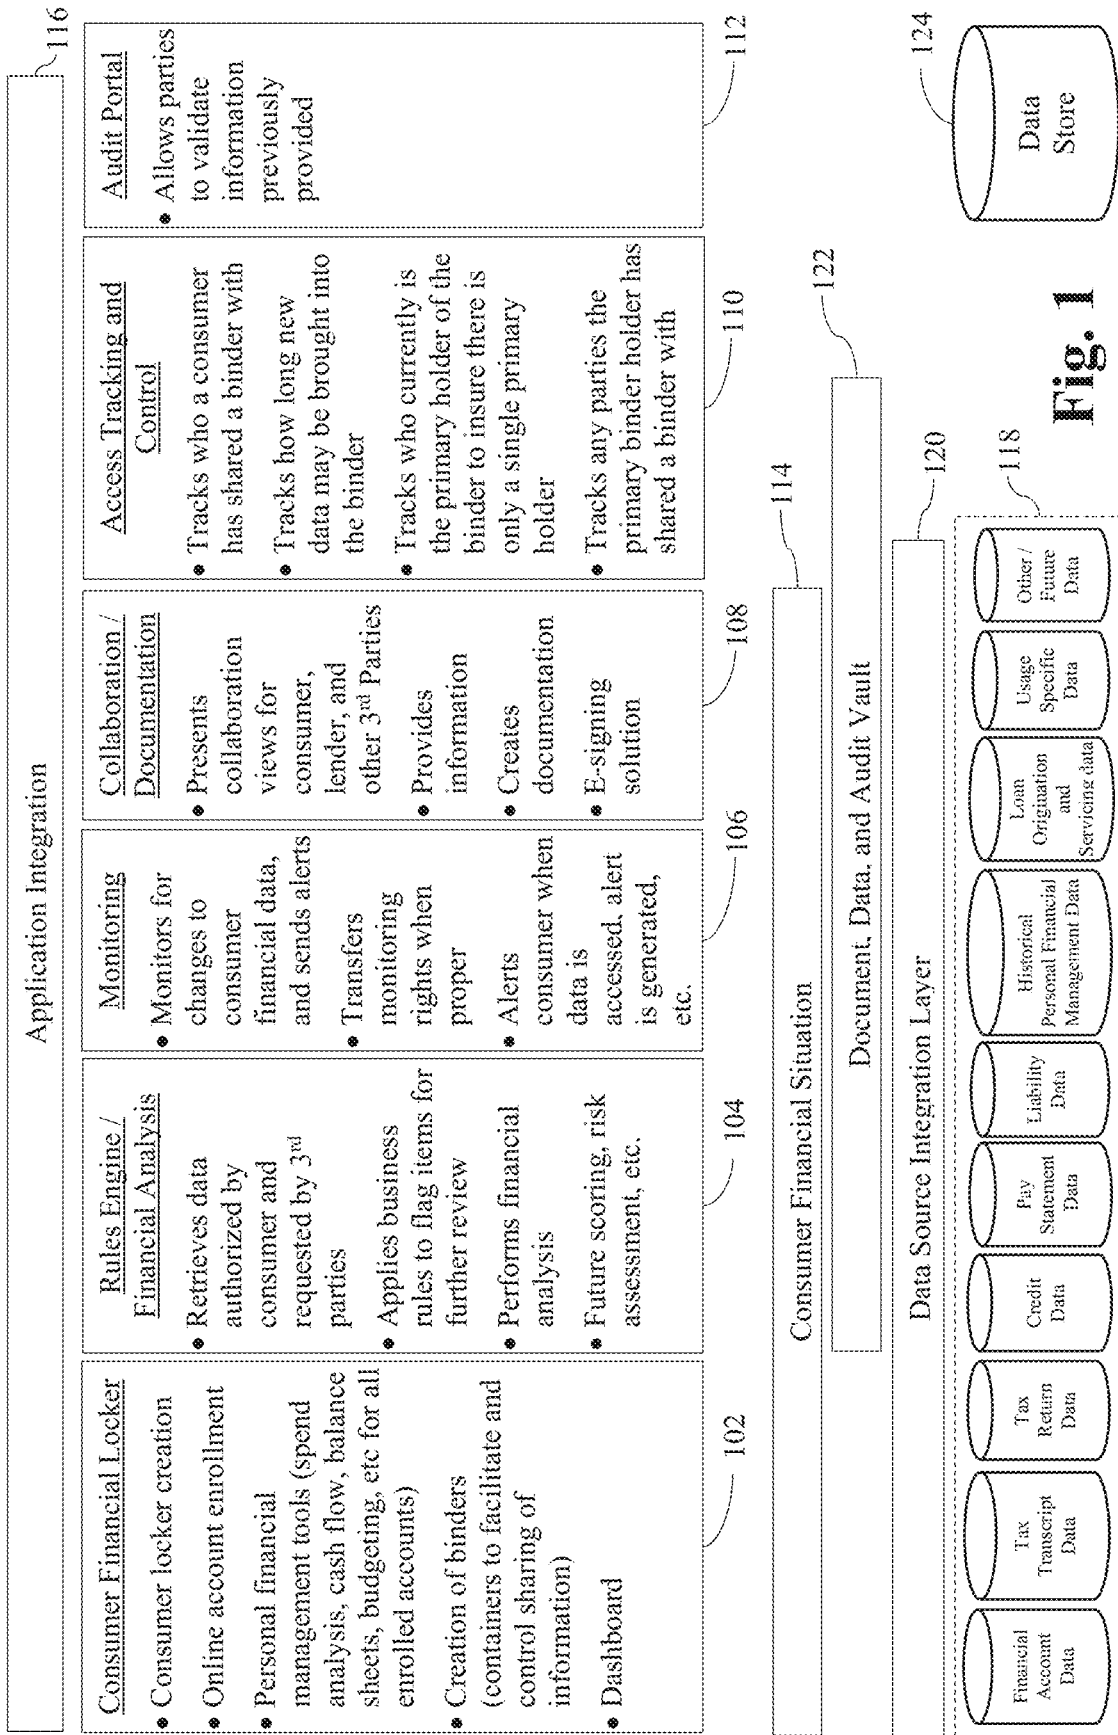 Application Integration
116
Consumer Financial Locker
• Consumer locker creation
• Online account enrollment
• Personal financial
management tools (spend
analysis, cash flow, balance
sheets, budgeting, etc for all
enrolled accounts)
• Creation of binders
(containers to facilitate and
control sharing of
information)
• Dashboard
102
Rules Engine /
Financial Analysis
• Retrieves data
authorized by
consumer and
requested by 3rd
parties
• Applies business
rules to flag items for
further review
• Performs financial
analysis
• Future scoring, risk
assessment, etc.
104
Monitoring
• Monitors for
changes to
consumer
financial data,
and sends alerts
• Transfers
monitoring
rights when
proper
• Alerts
consumer when
data is
accessed, alert
is generated,
etc.
106
Collaboration /
Documentation
• Presents
collaboration
views for
consumer,
lender, and
other 3rd Parties
• Provides
information
• Creates
documentation
• E-signing
solution
108
Access Tracking and
Control
• Tracks who a consumer
has shared a binder with
• Tracks how long new
data may be brought into
the binder
• Tracks who currently is
the primary holder of the
binder to insure there is
only a single primary
holder
• Tracks any parties the
primary binder holder has
shared a binder with
110
Audit Portal
• Allows parties
to validate
information
previously
provided
112
Consumer Financial Situation
114
Document, Data, and Audit Vault
122
Data Source Integration Layer
120
Financial
Account
Data
Tax
Transcript
Data
Tax
Return
Data
Credit
Data
Pay
Statement
Data
Liability
Data
Historical
Personal Financial
Management Data
Loan
Origination
and
Servicing data
Usage
Specific
Data
Other /
Future
Data
118
Data
Store
124
Fig. 1